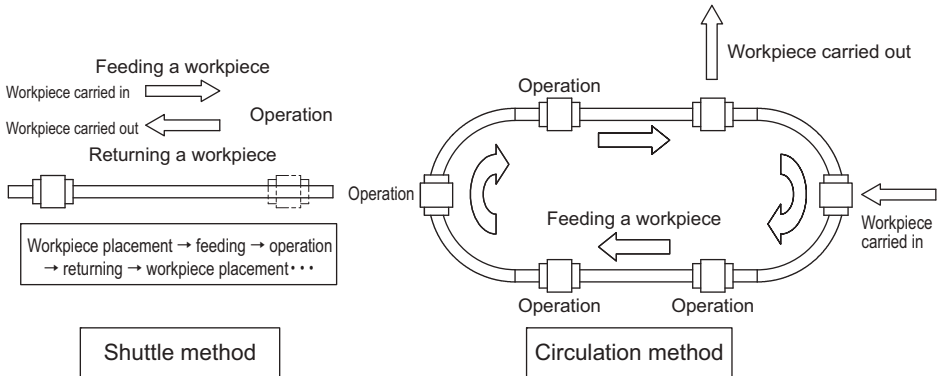 Feeding a workpiece
Workpiece carried in
Operation
Workpiece carried out
Returning a workpiece
Workpiece placement → feeding → operation
→ returning → workpiece placement・・・
Shuttle method
Workpiece carried out
Operation
Operation
Feeding a workpiece
Workpiece
carried in
Operation
Operation
Circulation method